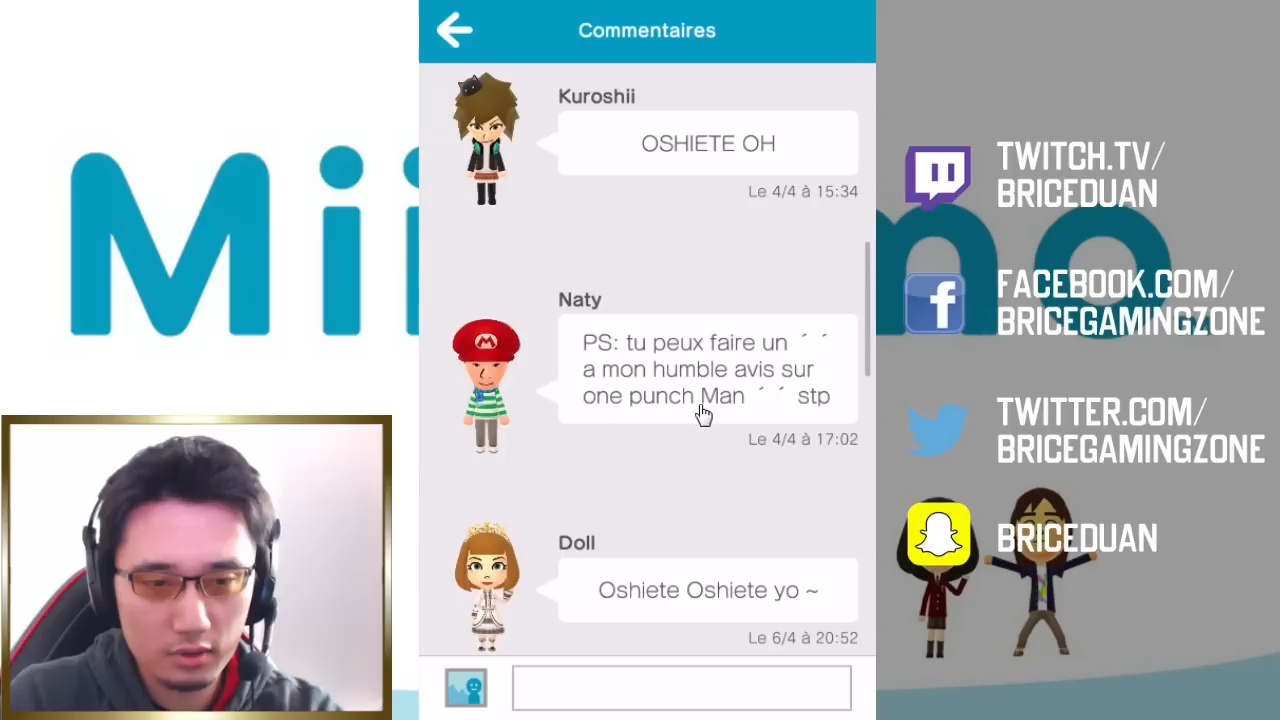 Commentaires
Kuroshii
OSHIETE OH
Le 4/4 à 15:34
Naty
PS: tu peux faire un ´ ´
a mon humble avis sur
one punch Man ´ ´ stp
Le 4/4 à 17:02
Doll
Oshiete Oshiete yo ~
Le 6/4 à 20:52
Mii
mo
TWITCH.TV/
BRICEDUAN
FACEBOOK.COM/
BRICEGAMINGZONE
TWITTER.COM/
BRICEGAMINGZONE
BRICEDUAN